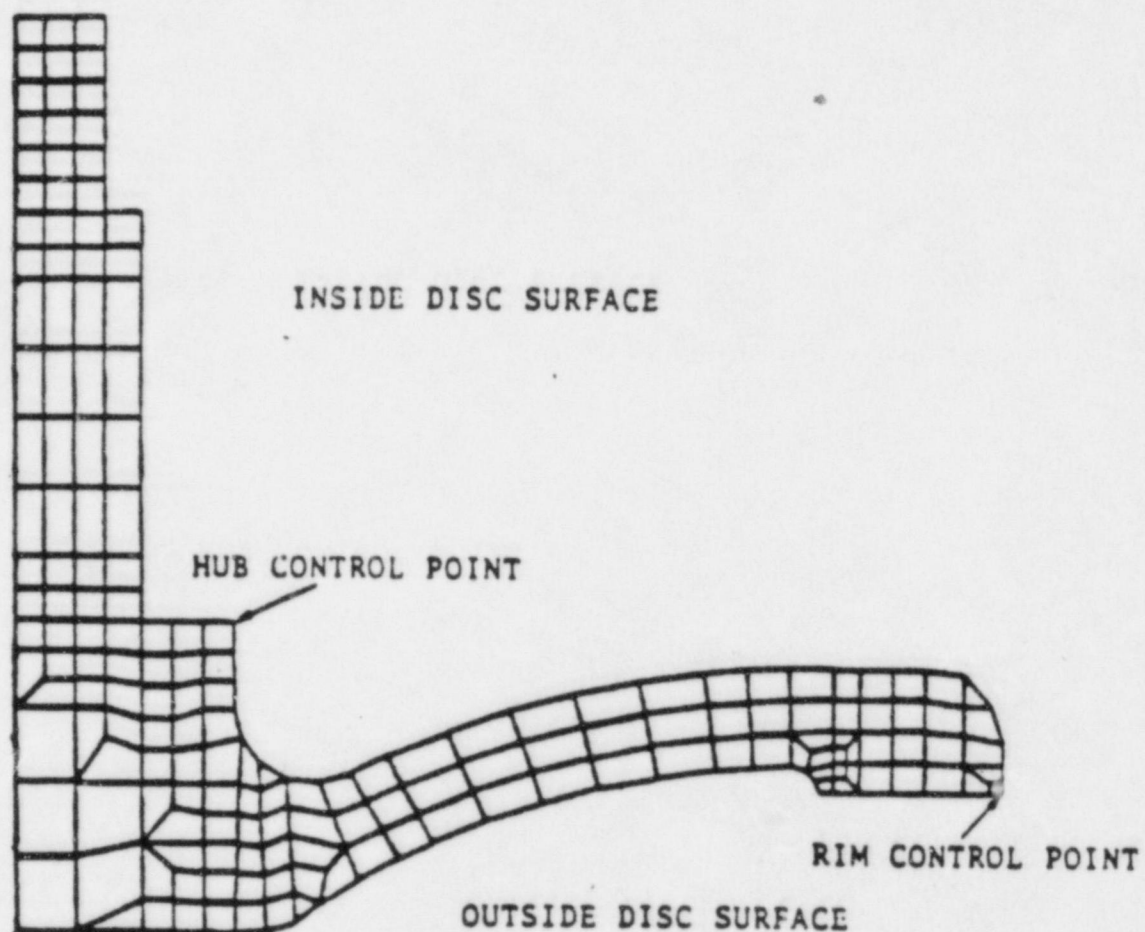 INSIDE DISC SURFACE
HUB CONTROL POINT
RIM CONTROL POINT
OUTSIDE DISC SURFACE